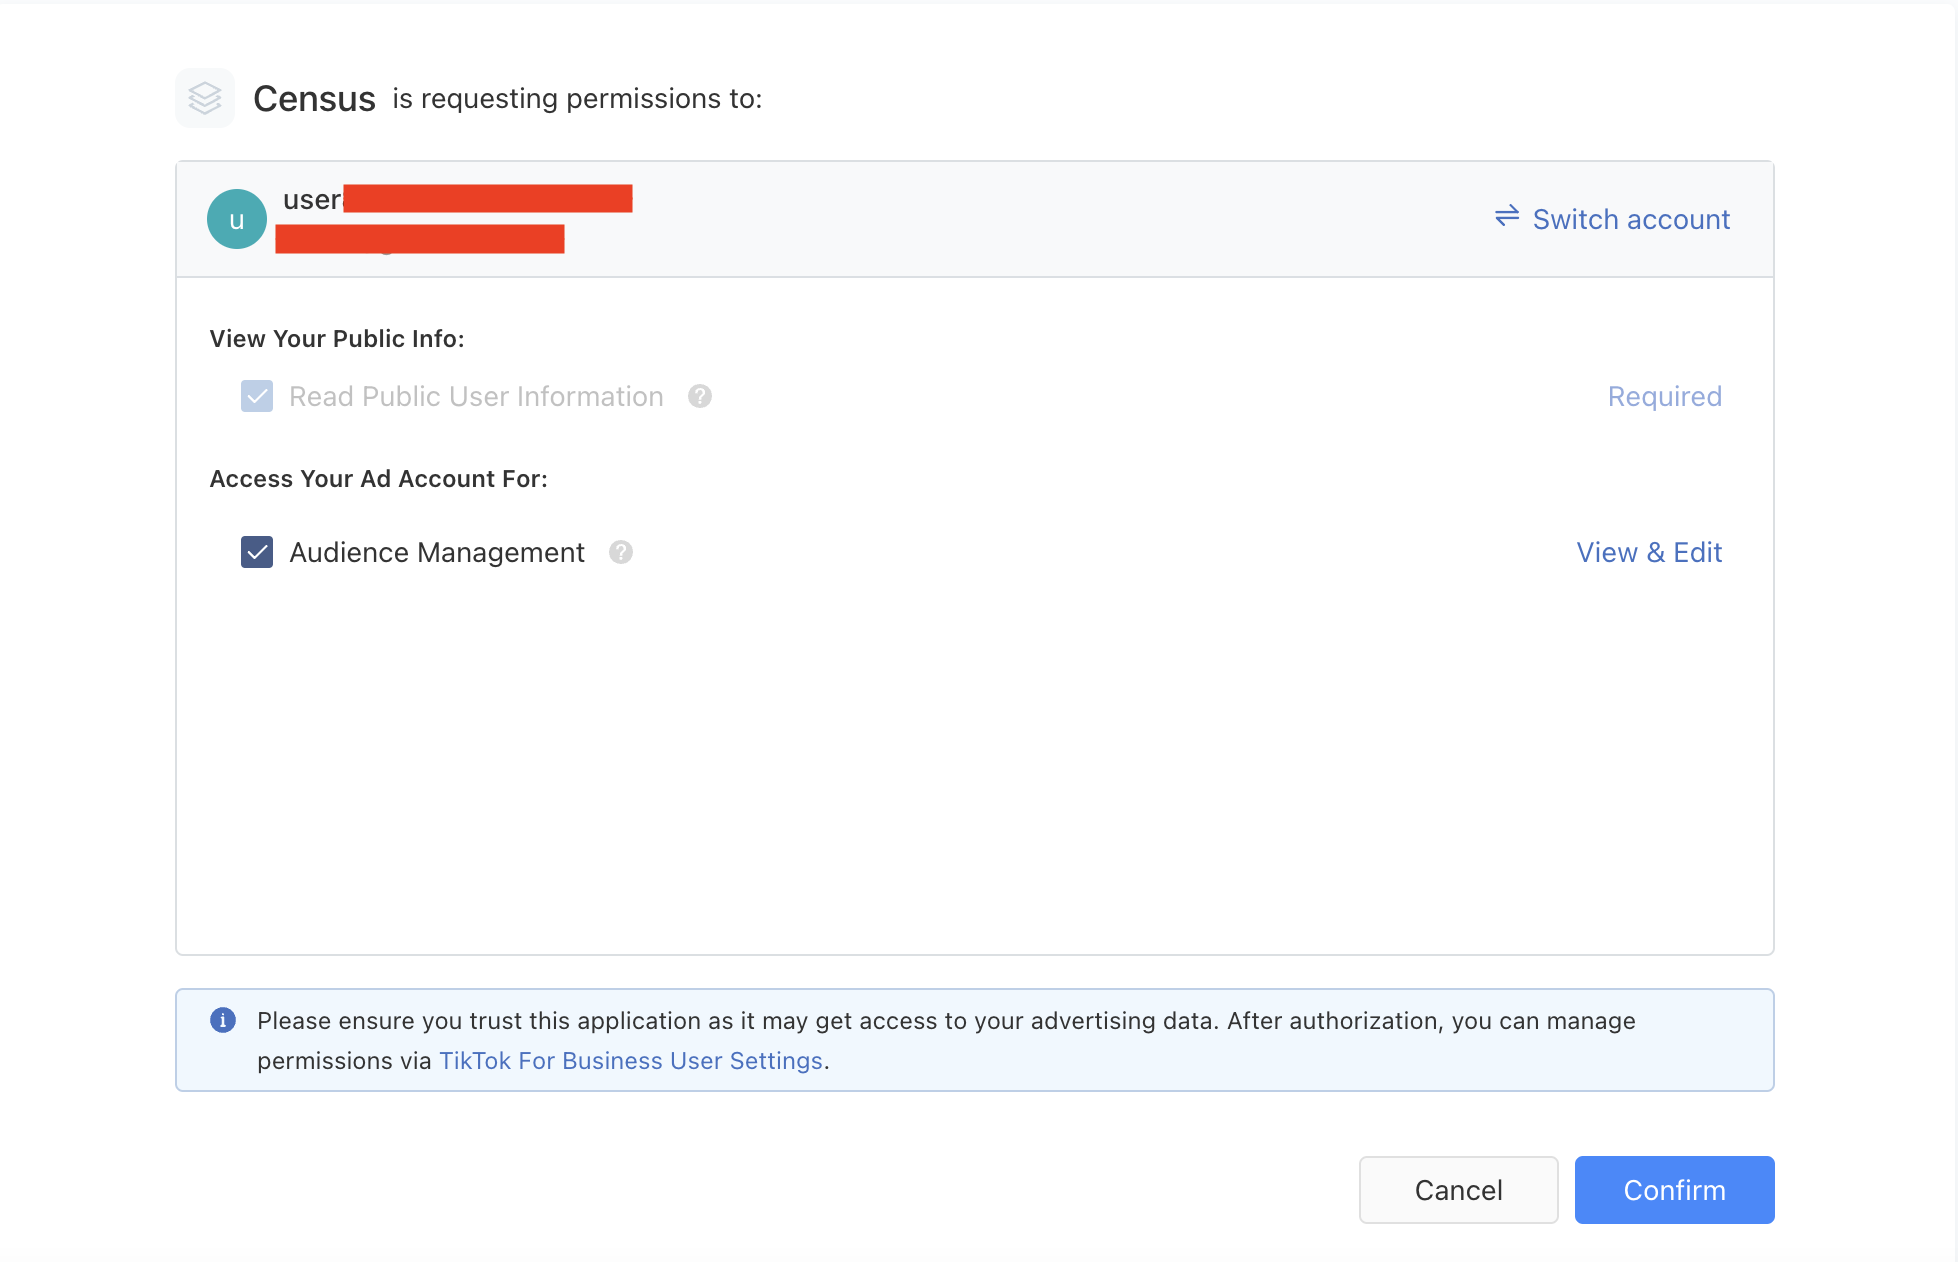 Census is requesting permissions to:
u
user
Switch account
View Your Public Info:
Read Public User Information ?
Required
Access Your Ad Account For:
Audience Management ?
View & Edit
i
Please ensure you trust this application as it may get access to your advertising data. After authorization, you can manage
permissions via TikTok For Business User Settings.
Cancel
Confirm